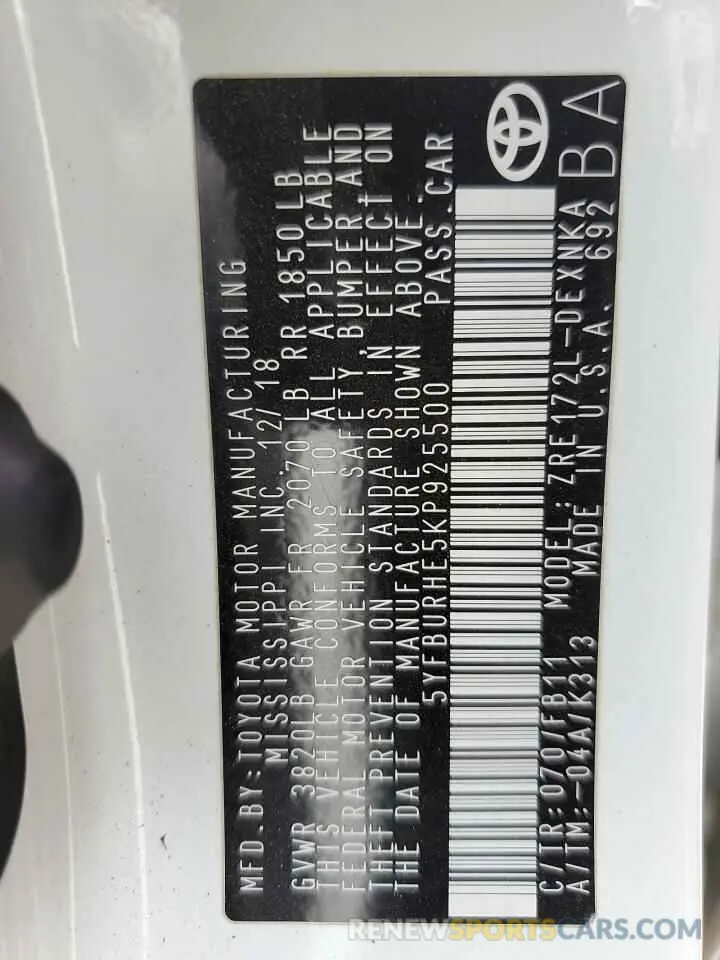 MFD.BY:TOYOTA MOTOR MANUFACTURING
MISSISSIPPI INC. 12/18
GVWR 3820LB GAWR FR 2070LB RR 1850LB
THIS VEHICLE CONFORMS TO ALL APPLICABLE
FEDERAL MOTOR VEHICLE SAFETY, BUMPER,AND
THEFT PREVENTION STANDARDS IN EFFECT ON
THE DATE OF MANUFACTURE SHOWN ABOVE.
5YFBURHE5KP925500 PASS.CAR
C/TR:070/FB11 MODEL:ZRE172L-DEXNKA
A/TM:-04A/K313 MADE IN U.S.A. 692
BA
RENEWSPORTSCARS.COM